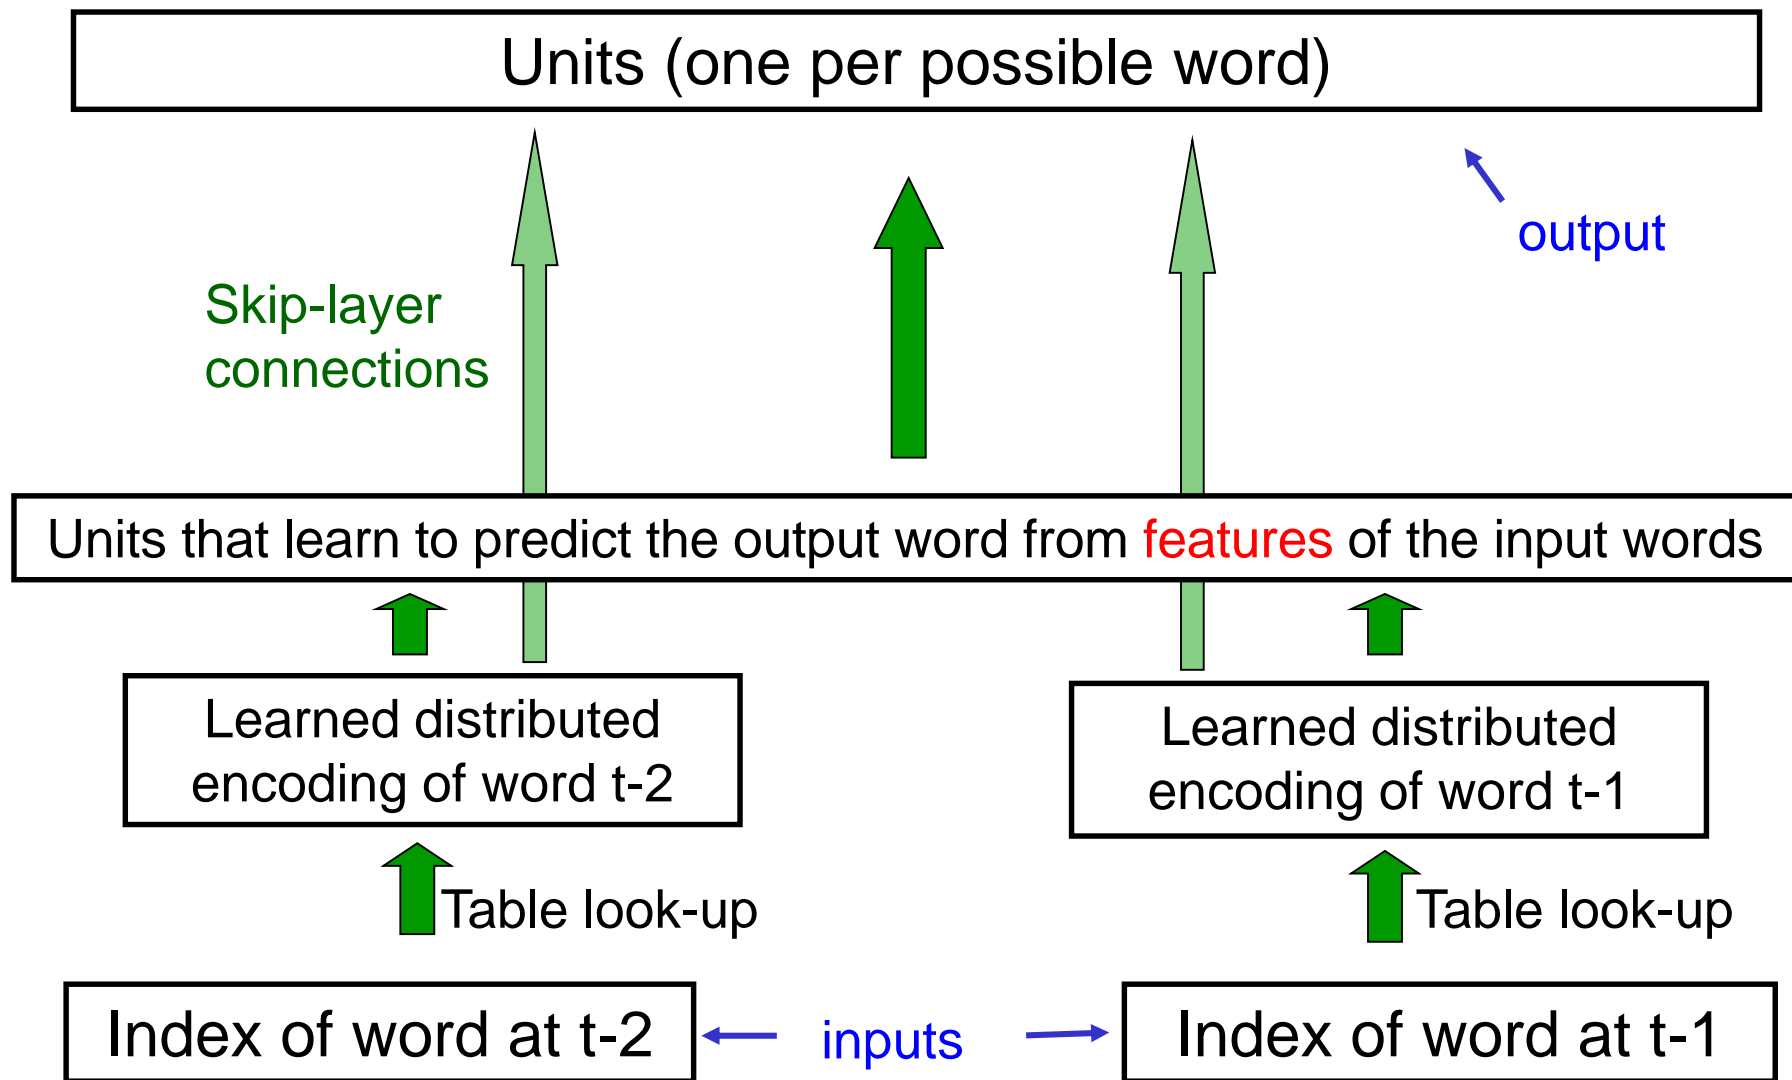 Units (one per possible word)
output
Skip-layer
connections
Units that learn to predict the output word from features of the input words
Learned distributed
encoding of word t-2
Learned distributed
encoding of word t-1
Table look-up
Table look-up
Index of word at t-2
inputs
Index of word at t-1